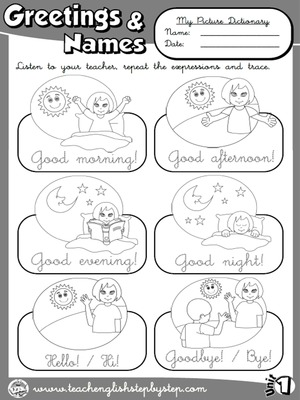 Greetings &
Names
My Picture Dictionary
Name:
Date:
Listen to your teacher, repeat the expressions and trace.
Good morning!
Good afternoon!
Good evening!
Good night!
Hello! / Hi!
Goodbye! / Bye!
www.teachenglishstepbystep.com
Unit 1